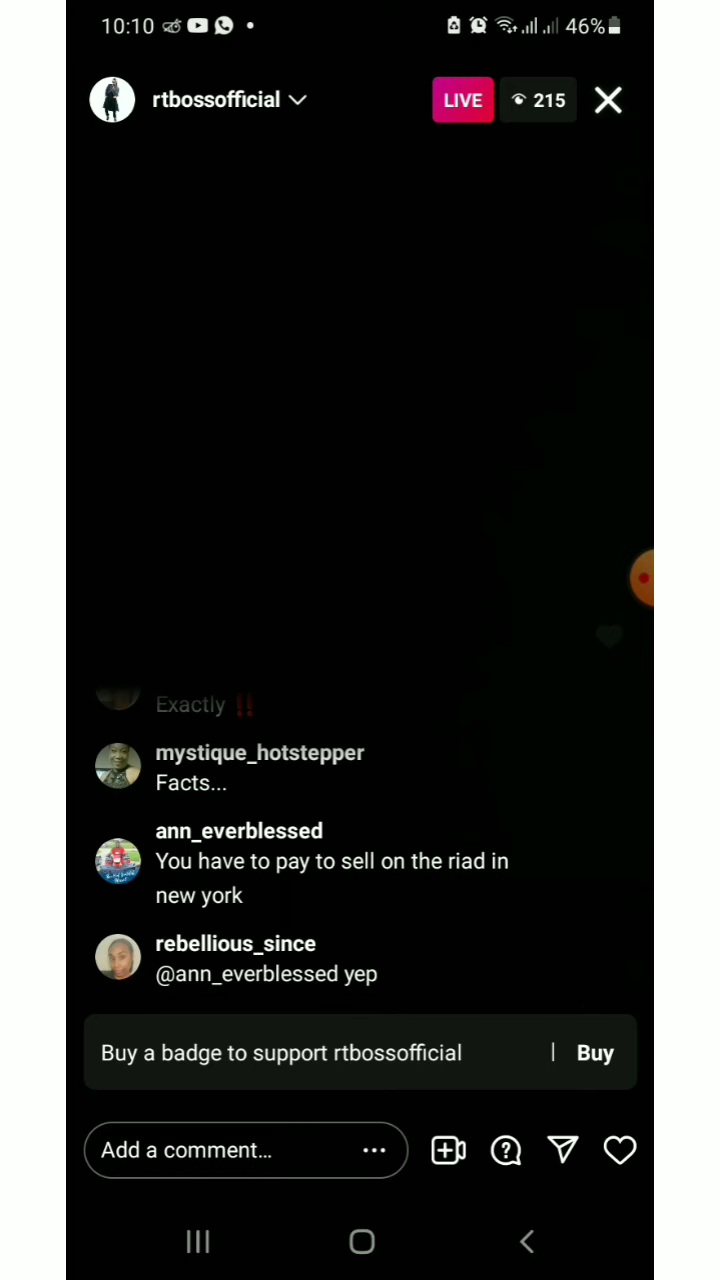 10:10 46%
rtbossofficial LIVE 215
Exactly ‼️
mystique_hotstepper
Facts...
ann_everblessed
You have to pay to sell on the riad in
new york
rebellious_since
@ann_everblessed yep
Buy a badge to support rtbossofficial | Buy
Add a comment...